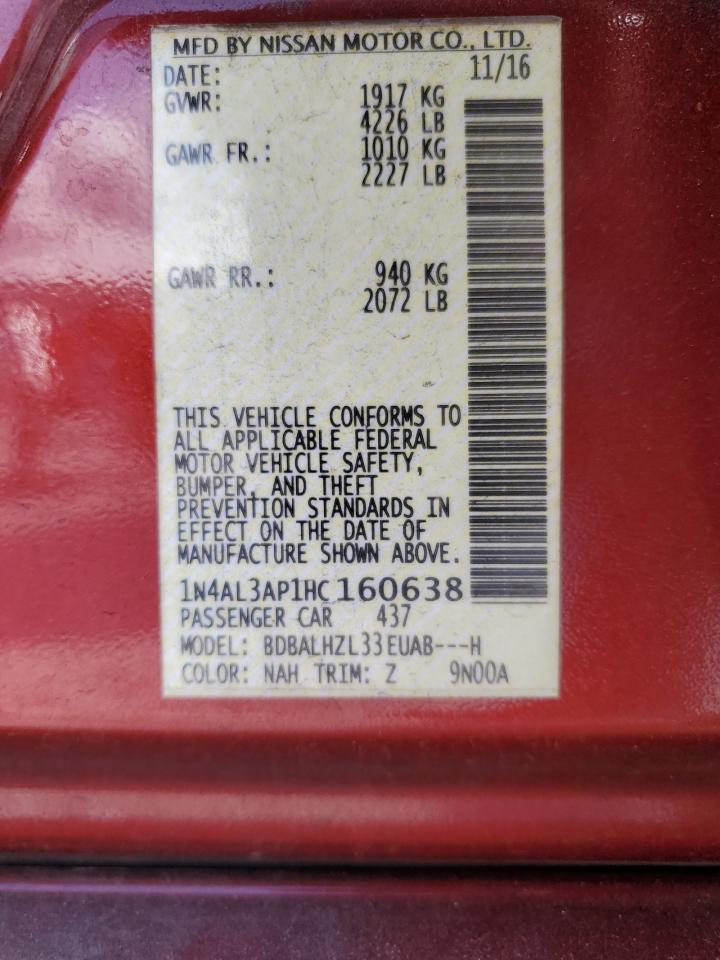 MFD BY NISSAN MOTOR CO., LTD.
DATE: 11/16
GVWR: 1917 KG
4226 LB
GAWR FR.: 1010 KG
2227 LB
GAWR RR.: 940 KG
2072 LB
THIS VEHICLE CONFORMS TO
ALL APPLICABLE FEDERAL
MOTOR VEHICLE SAFETY,
BUMPER, AND THEFT
PREVENTION STANDARDS IN
EFFECT ON THE DATE OF
MANUFACTURE SHOWN ABOVE.
1N4AL3AP1HC160638
PASSENGER CAR 437
MODEL: BDBALHZL33EUAB---H
COLOR: NAH TRIM: Z 9N00A